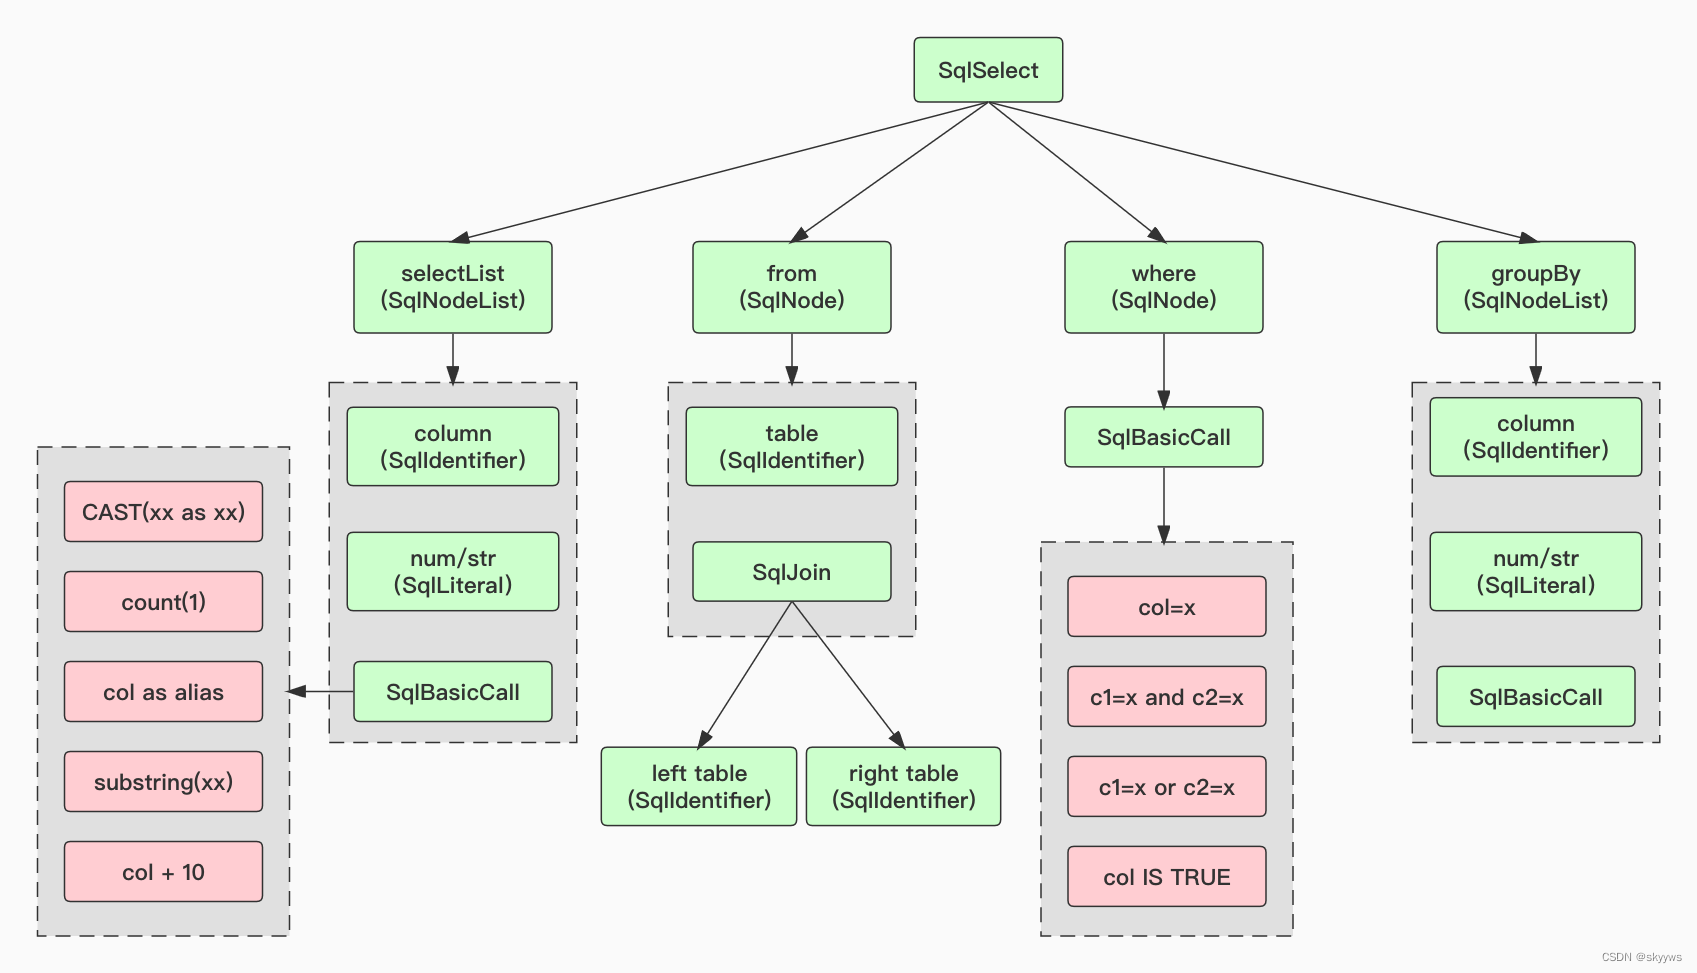 SqlSelect
selectList
(SqlNodeList)
from
(SqlNode)
where
(SqlNode)
groupBy
(SqlNodeList)
column
(SqlIdentifier)
num/str
(SqlLiteral)
SqlBasicCall
CAST(xx as xx)
count(1)
col as alias
substring(xx)
col + 10
table
(SqlIdentifier)
SqlJoin
left table
(SqlIdentifier)
right table
(SqlIdentifier)
SqlBasicCall
col=x
c1=x and c2=x
c1=x or c2=x
col IS TRUE
column
(SqlIdentifier)
num/str
(SqlLiteral)
SqlBasicCall
CSDN @skyyws